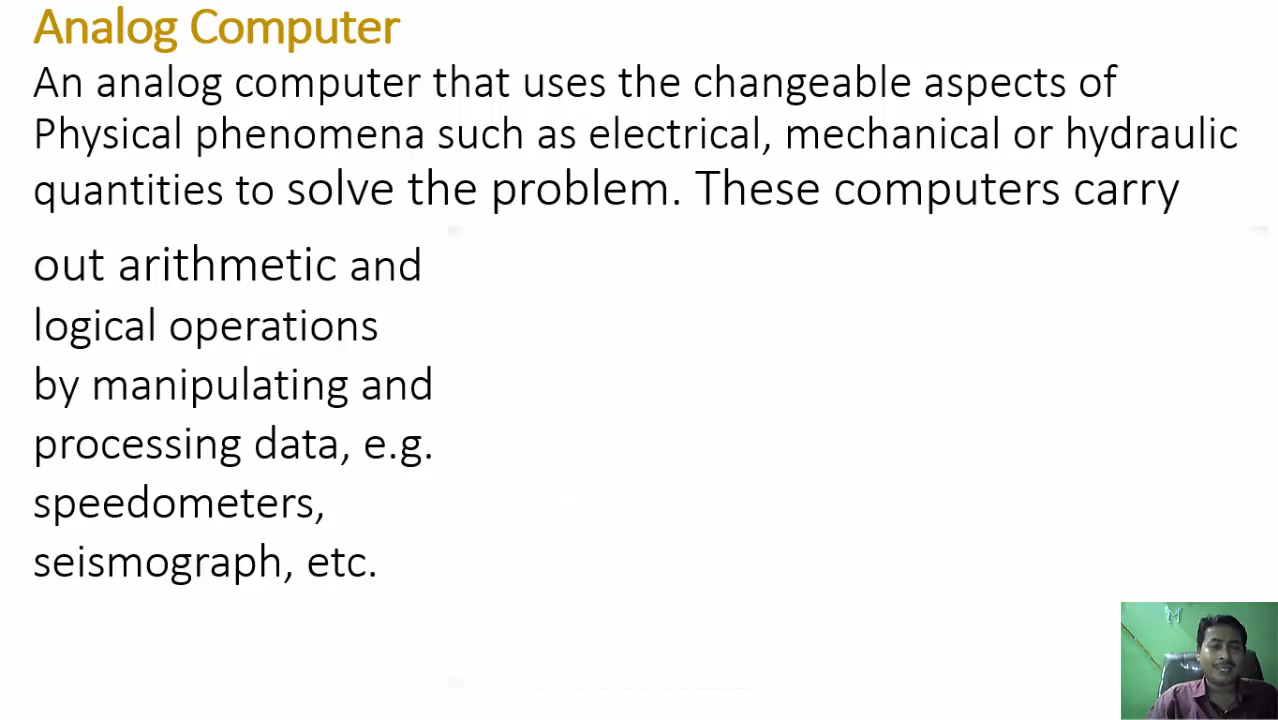 Analog Computer
An analog computer that uses the changeable aspects of
Physical phenomena such as electrical, mechanical or hydraulic
quantities to solve the problem. These computers carry
out arithmetic and
logical operations
by manipulating and
processing data, e.g.
speedometers,
seismograph, etc.